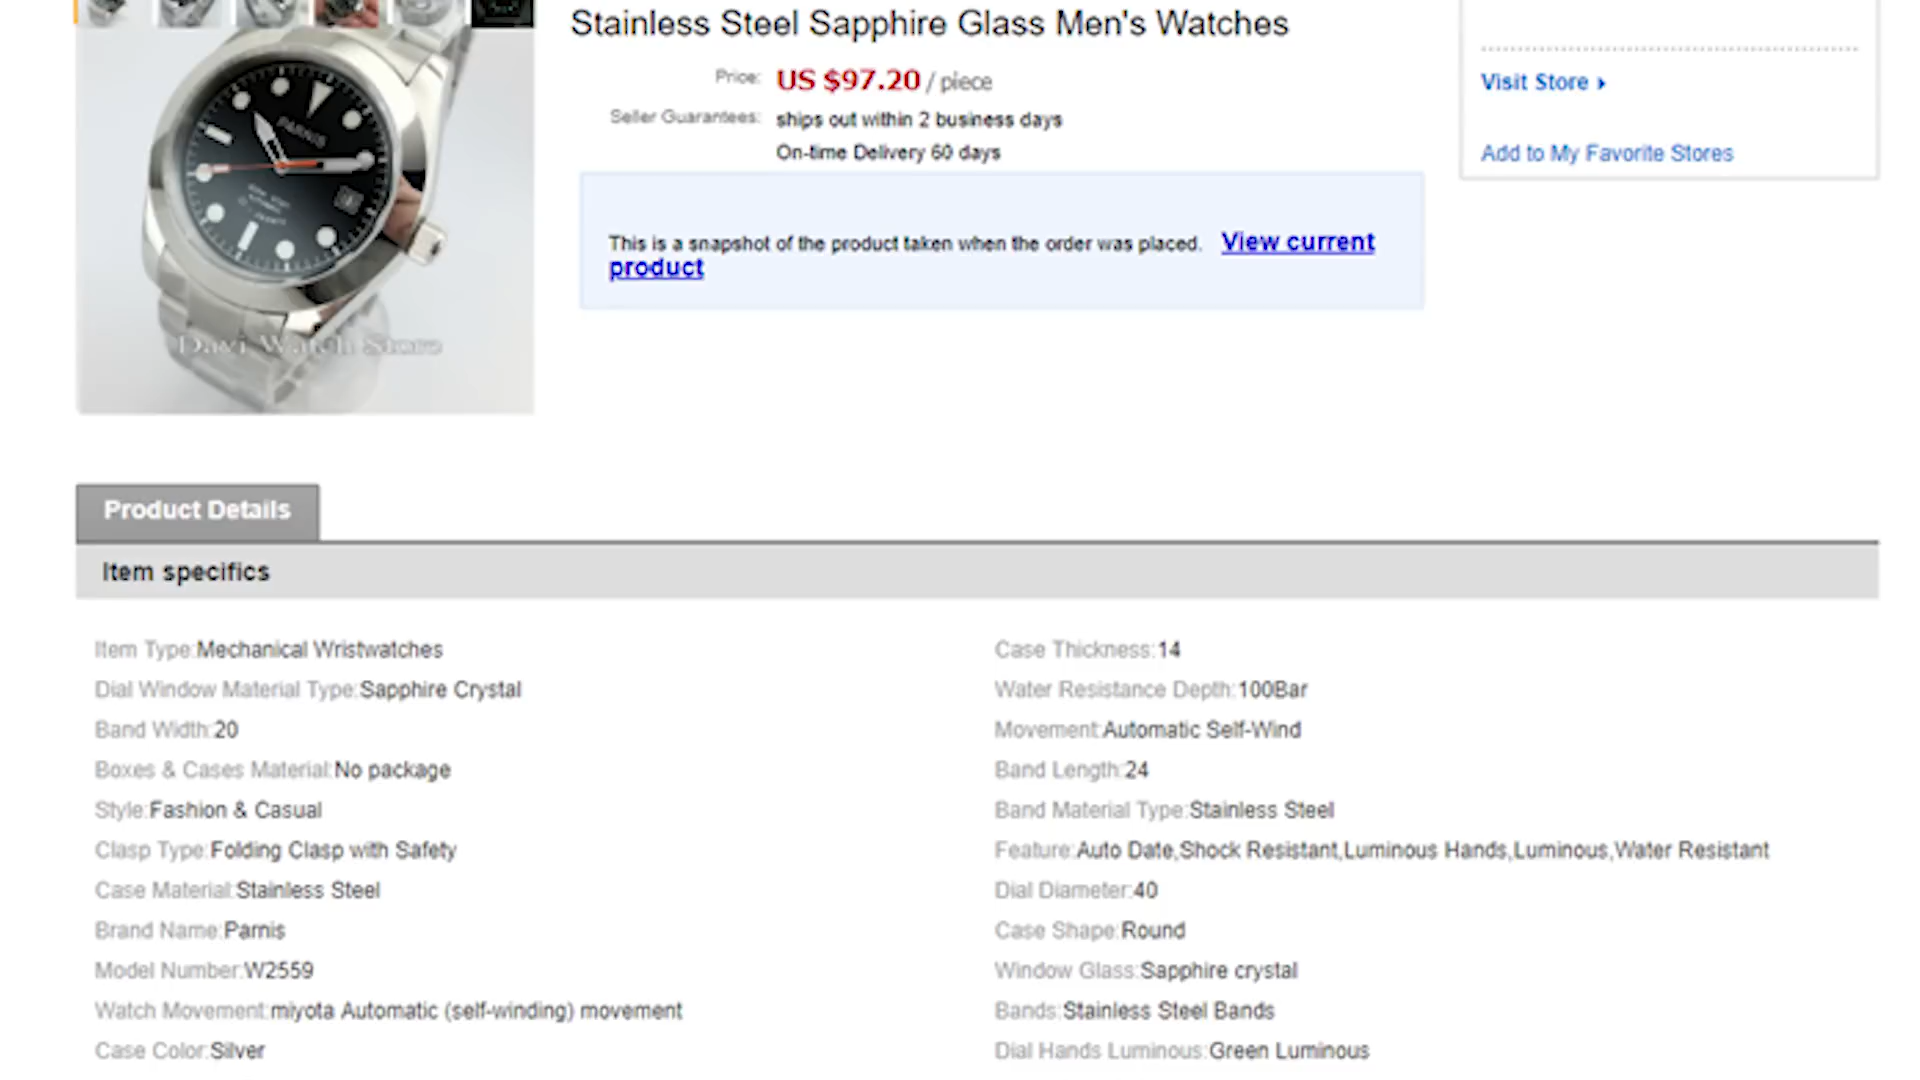 Stainless Steel Sapphire Glass Men's Watches
Price: US $97.20 / piece
Seller Guarantees: ships out within 2 business days
On-time Delivery 60 days
This is a snapshot of the product taken when the order was placed. View current
product
Visit Store
Add to My Favorite Stores
PARNIS
Davi Watch Store
Product Details
Item specifics
Item Type:Mechanical Wristwatches
Dial Window Material Type:Sapphire Crystal
Band Width:20
Boxes & Cases Material:No package
Style:Fashion & Casual
Clasp Type:Folding Clasp with Safety
Case Material:Stainless Steel
Brand Name:Parnis
Model Number:W2559
Watch Movement:miyota Automatic (self-winding) movement
Case Color:Silver
Case Thickness:14
Water Resistance Depth:100Bar
Movement:Automatic Self-Wind
Band Length:24
Band Material Type:Stainless Steel
Feature:Auto Date,Shock Resistant,Luminous Hands,Luminous,Water Resistant
Dial Diameter:40
Case Shape:Round
Window Glass:Sapphire crystal
Bands:Stainless Steel Bands
Dial Hands Luminous:Green Luminous